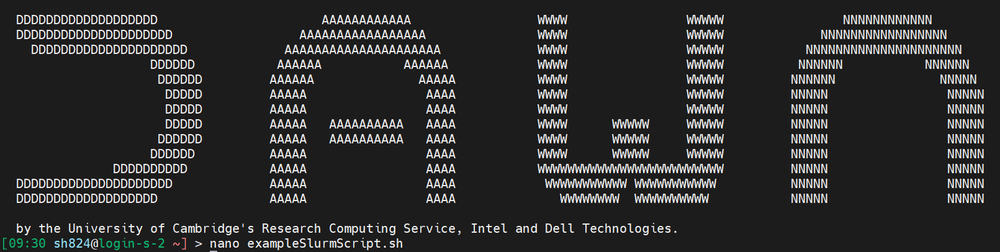 DDDDDDDDDDDDDDDDDDD                      AAAAAAAAAAAA                 WWWW                WWWWW                NNNNNNNNNNNN
DDDDDDDDDDDDDDDDDDDDD                 AAAAAAAAAAAAAAAAA               WWWW                WWWWW             NNNNNNNNNNNNNNNNN
  DDDDDDDDDDDDDDDDDDDDD             AAAAAAAAAAAAAAAAAAAAA             WWWW                WWWWW           NNNNNNNNNNNNNNNNNNNNN
                  DDDDDD           AAAAAA           AAAAAA            WWWW                WWWWW          NNNNNN           NNNNNN
                   DDDDDD         AAAAAA              AAAAA           WWWW                WWWWW         NNNNNN              NNNNN
                    DDDDD         AAAAA                AAAA           WWWW                WWWWW         NNNNN                NNNNN
                    DDDDD         AAAAA                AAAA           WWWW                WWWWW         NNNNN                NNNNN
                    DDDDD         AAAAA   AAAAAAAAAA   AAAA           WWWW      WWWWW     WWWWW         NNNNN                NNNNN
                   DDDDDD         AAAAA   AAAAAAAAAA   AAAA           WWWW      WWWWW     WWWWW         NNNNN                NNNNN
                  DDDDDD          AAAAA                AAAA           WWWW      WWWWW     WWWWW         NNNNN                NNNNN
             DDDDDDDDDD           AAAAA                AAAA           WWWWWWWWWWWWWWWWWWWWWWWWW         NNNNN                NNNNN
DDDDDDDDDDDDDDDDDDDDD             AAAAA                AAAA            WWWWWWWWWWW WWWWWWWWWWW          NNNNN                NNNNN
DDDDDDDDDDDDDDDDDDD               AAAAA                AAAA              WWWWWWWW  WWWWWWWWWW           NNNNN                NNNNN
by the University of Cambridge's Research Computing Service, Intel and Dell Technologies.
[09:30 sh824@login-s-2 ~] > nano exampleSlurmScript.sh